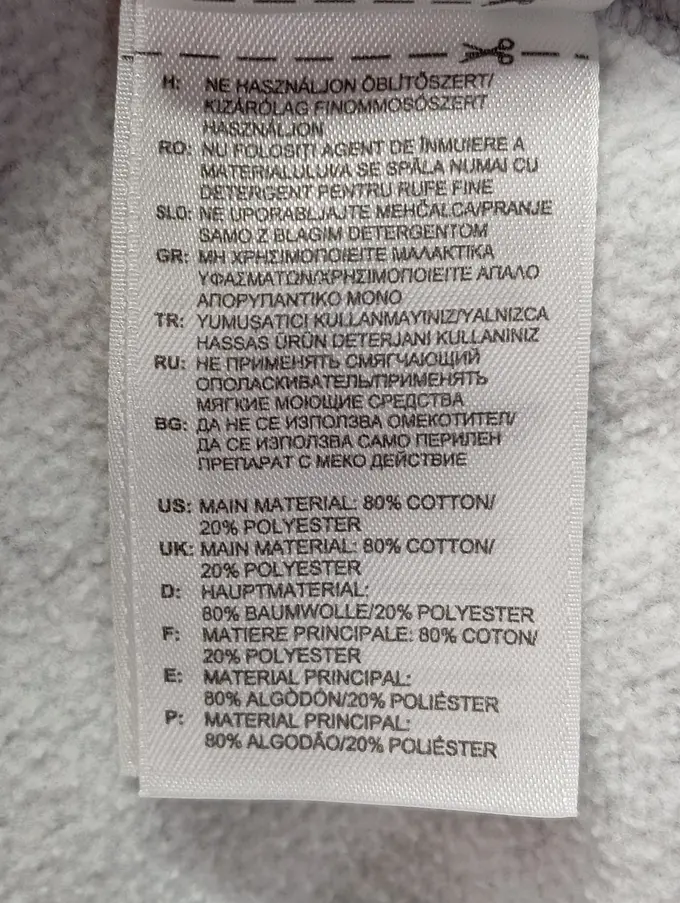 H: NE HASZNÁLJON ÖBLÍTŐSZERT/
KIZÁRÓLAG FINOMMOSÓSZERT
HASZNÁLJON
RO: NU FOLOSIȚI AGENT DE ÎNMUIERE A
MATERIALULUI/A SE SPĂLA NUMAI CU
DETERGENT PENTRU RUFE FINE
SLO: NE UPORABLJAJTE MEHČALCA/PRANJE
SAMO Z BLAGIM DETERGENTOM
GR: ΜΗ ΧΡΗΣΙΜΟΠΟΙΕΙΤΕ ΜΑΛΑΚΤΙΚΑ
ΥΦΑΣΜΑΤΩΝ/ΧΡΗΣΙΜΟΠΟΙΕΙΤΕ ΑΠΑΛΟ
ΑΠΟΡΥΠΑΝΤΙΚΟ ΜΟΝΟ
TR: YUMUSATICI KULLANMAYINIZ/YALNIZCA
HASSAS ÜRÜN DETERJANI KULLANINIZ
RU: НЕ ПРИМЕНЯТЬ СМЯГЧАЮЩИЙ
ОПОЛАСКИВАТЕЛЬ/ПРИМЕНЯТЬ
МЯГКИЕ МОЮЩИЕ СРЕДСТВА
BG: ДА НЕ СЕ ИЗПОЛЗВА ОМЕКОТИТЕЛ/
ДА СЕ ИЗПОЛЗВА САМО ПЕРИЛЕН
ПРЕПАРАТ С МЕКО ДЕЙСТВИЕ
US: MAIN MATERIAL: 80% COTTON/
20% POLYESTER
UK: MAIN MATERIAL: 80% COTTON/
20% POLYESTER
D: HAUPTMATERIAL:
80% BAUMWOLLE/20% POLYESTER
F: MATIERE PRINCIPALE: 80% COTON/
20% POLYESTER
E: MATERIAL PRINCIPAL:
80% ALGÒDÓN/20% POLIÉSTER
P: MATERIAL PRINCIPAL:
80% ALGODÃO/20% POLIÉSTER